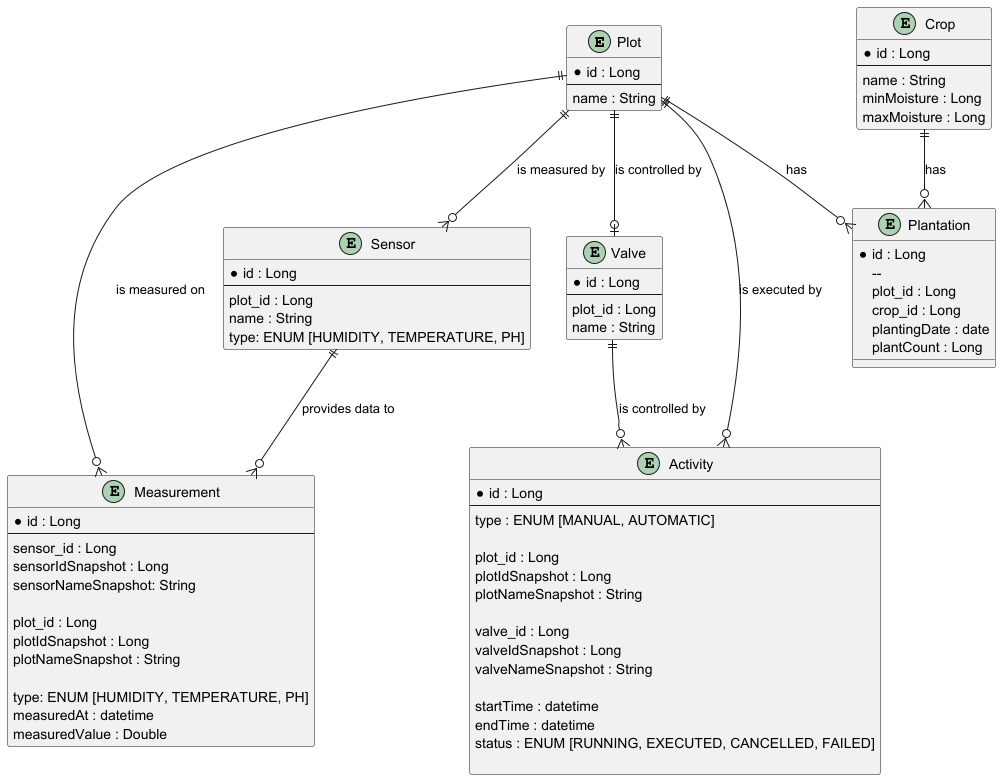 E Plot
* id : Long
name : String
E Crop
* id : Long
name : String
minMoisture : Long
maxMoisture : Long
is measured by
is controlled by
has
has
E Sensor
* id : Long
plot_id : Long
name : String
type: ENUM [HUMIDITY, TEMPERATURE, PH]
E Valve
* id : Long
plot_id : Long
name : String
E Plantation
* id : Long
--
plot_id : Long
crop_id : Long
plantingDate : date
plantCount : Long
is measured on
is executed by
provides data to
is controlled by
E Measurement
* id : Long
sensor_id : Long
sensorIdSnapshot : Long
sensorNameSnapshot: String
plot_id : Long
plotIdSnapshot : Long
plotNameSnapshot : String
type: ENUM [HUMIDITY, TEMPERATURE, PH]
measuredAt : datetime
measuredValue : Double
E Activity
* id : Long
type : ENUM [MANUAL, AUTOMATIC]
plot_id : Long
plotIdSnapshot : Long
plotNameSnapshot : String
valve_id : Long
valveIdSnapshot : Long
valveNameSnapshot : String
startTime : datetime
endTime : datetime
status : ENUM [RUNNING, EXECUTED, CANCELLED, FAILED]